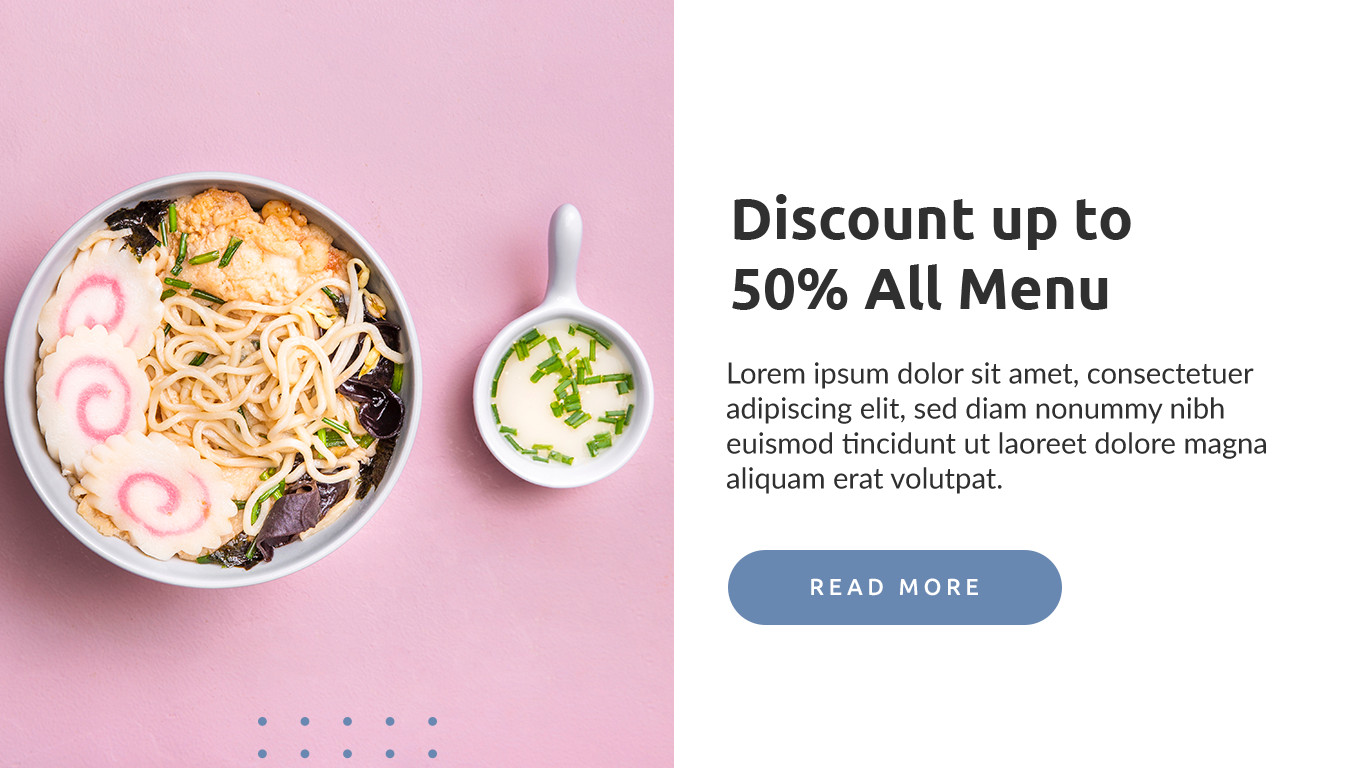 Discount up to
50% All Menu
Lorem ipsum dolor sit amet, consectetuer
adipiscing elit, sed diam nonummy nibh
euismod tincidunt ut laoreet dolore magna
aliquam erat volutpat.
READ MORE